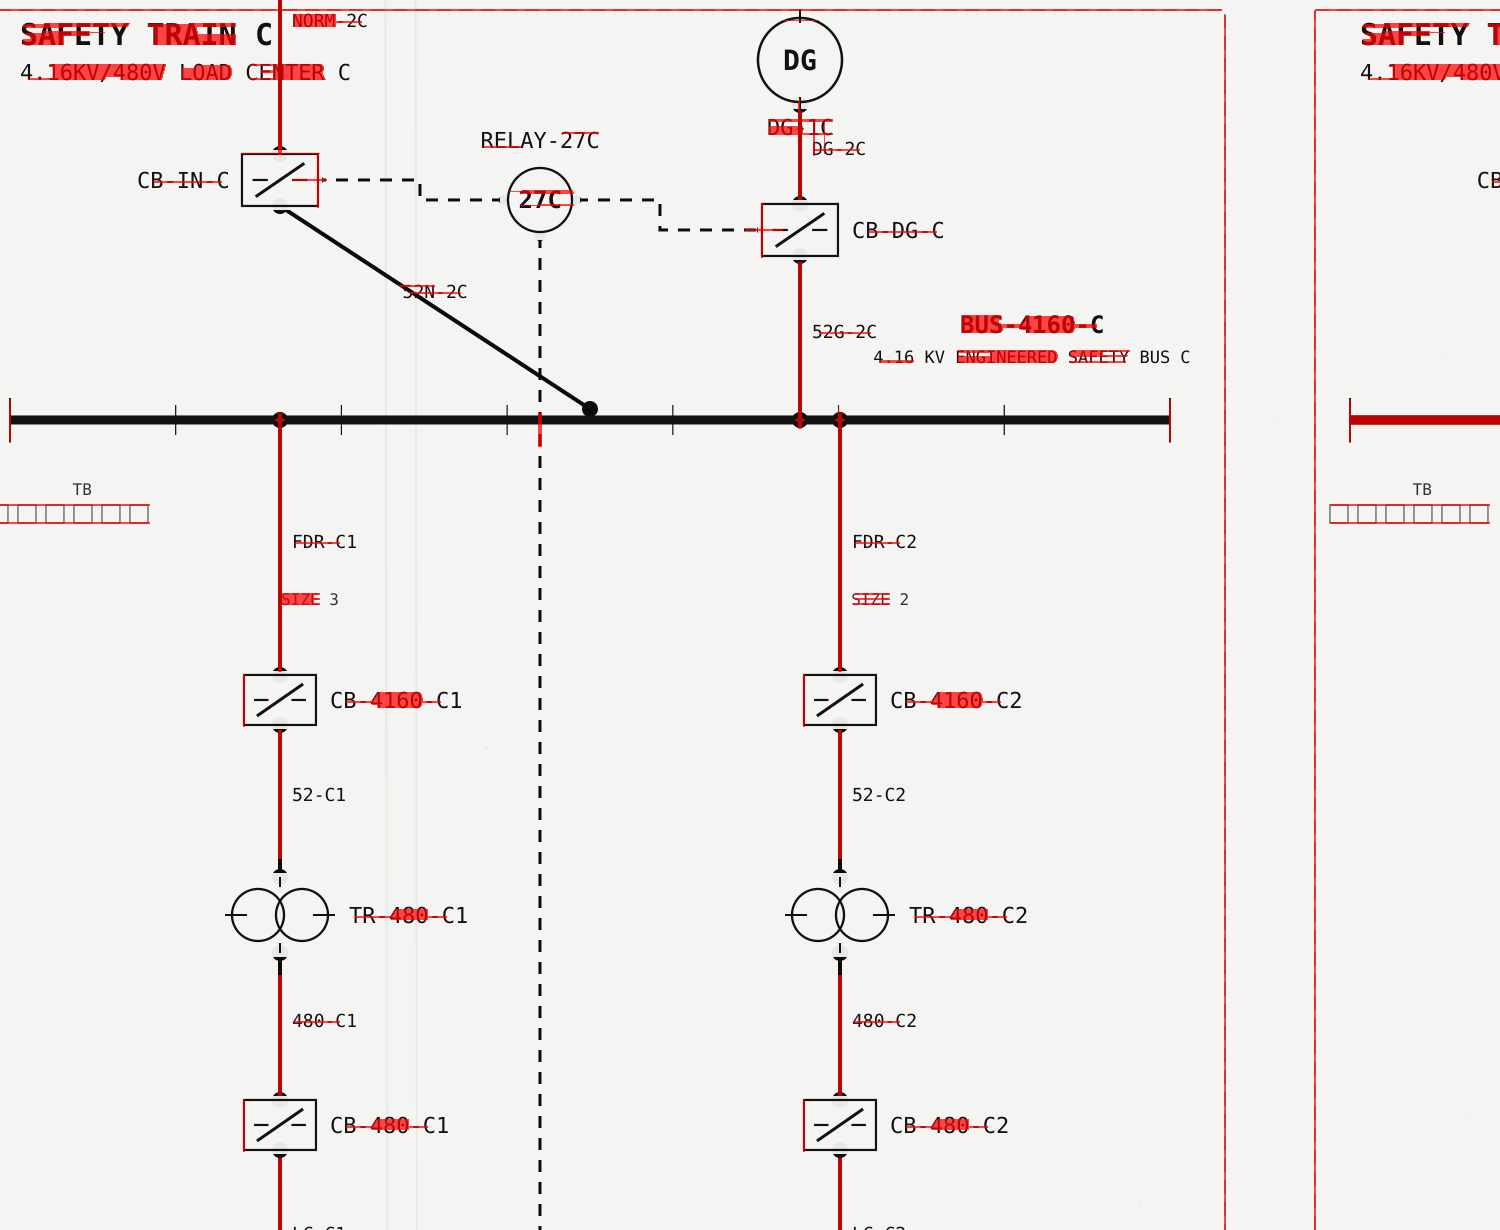 NORM-2C
SAFETY TRAIN C
4.16KV/480V LOAD CENTER C
DG
DG-1C
DG-2C
RELAY-27C
CB-IN-C
27C
CB-DG-C
52N-2C
52G-2C
BUS-4160-C
4.16 KV ENGINEERED SAFETY BUS C
TB
FDR-C1
FDR-C2
SIZE 3
SIZE 2
CB-4160-C1
CB-4160-C2
52-C1
52-C2
TR-480-C1
TR-480-C2
480-C1
480-C2
CB-480-C1
CB-480-C2
SAFETY
4.16KV/480V
CB
TB